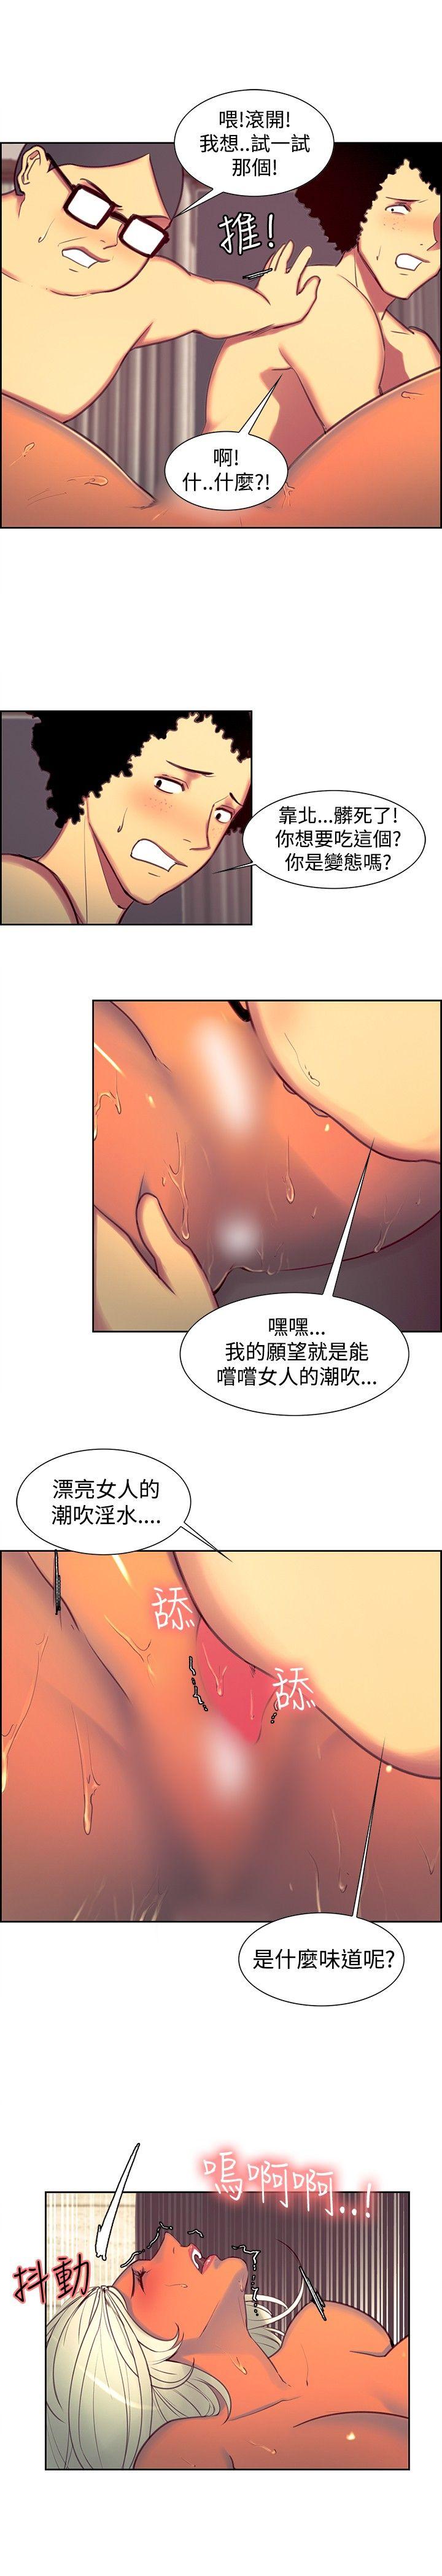 喂!滾開!
我想..試一試
那個!
推!
啊!
什..什麼?!
靠北...髒死了!
你想要吃這個?
你是變態嗎?
嘿嘿...
我的願望就是能
嚐嚐女人的潮吹...
漂亮女人的
潮吹淫水....
舔
舔
是什麼味道呢?
嗚啊啊..!
抖動